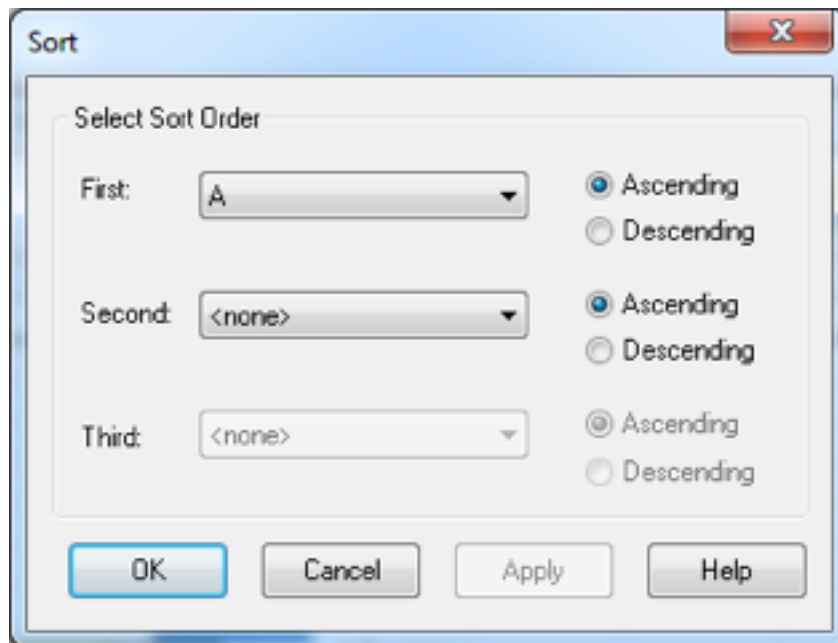 Sort
Select Sort Order
First: A Ascending
Descending
Second: <none> Ascending
Descending
Third: <none> Ascending
Descending
OK Cancel Apply Help